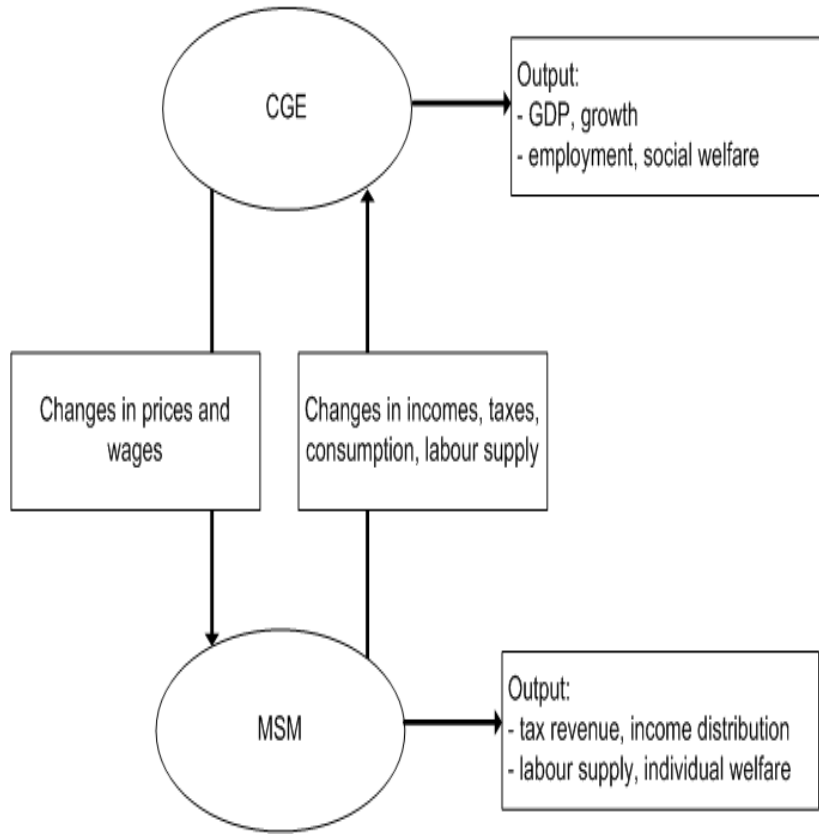 CGE
Output:
- GDP, growth
- employment, social welfare
Changes in prices and
wages
Changes in incomes, taxes,
consumption, labour supply
MSM
Output:
- tax revenue, income distribution
- labour supply, individual welfare